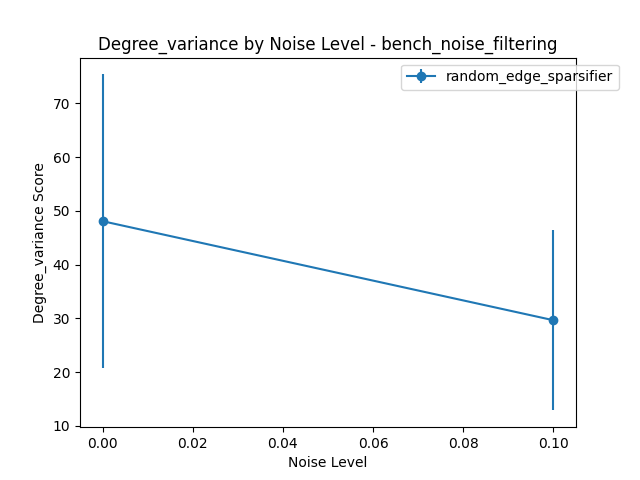 Degree_variance by Noise Level - bench_noise_filtering
random_edge_sparsifier
Degree_variance Score
70
60
50
40
30
20
10
0.00 0.02 0.04 0.06 0.08 0.10
Noise Level